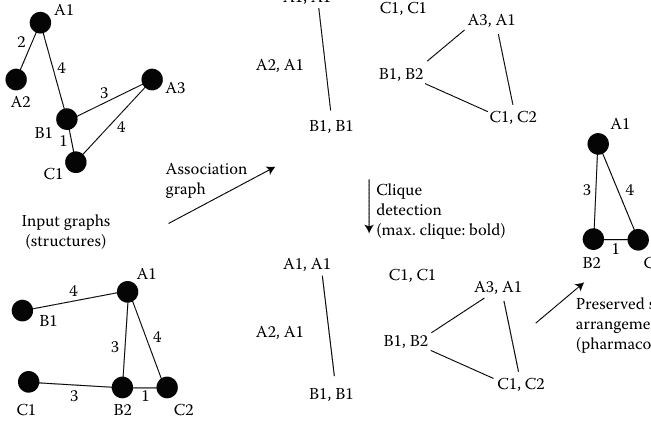 A1
2
4
A2
3
A3
B1
1
4
C1
Input graphs
(structures)
A1
4
B1
3
4
C1
3
B2
1
C2
Association
graph
A1, A1
A2, A1
B1, B1
C1, C1
A3, A1
B1, B2
C1, C2
Clique
detection
(max. clique: bold)
A1, A1
A2, A1
B1, B1
C1, C1
A3, A1
B1, B2
C1, C2
A1
3
4
1
B2
C
Preserved s
arrangeme
(pharmaco